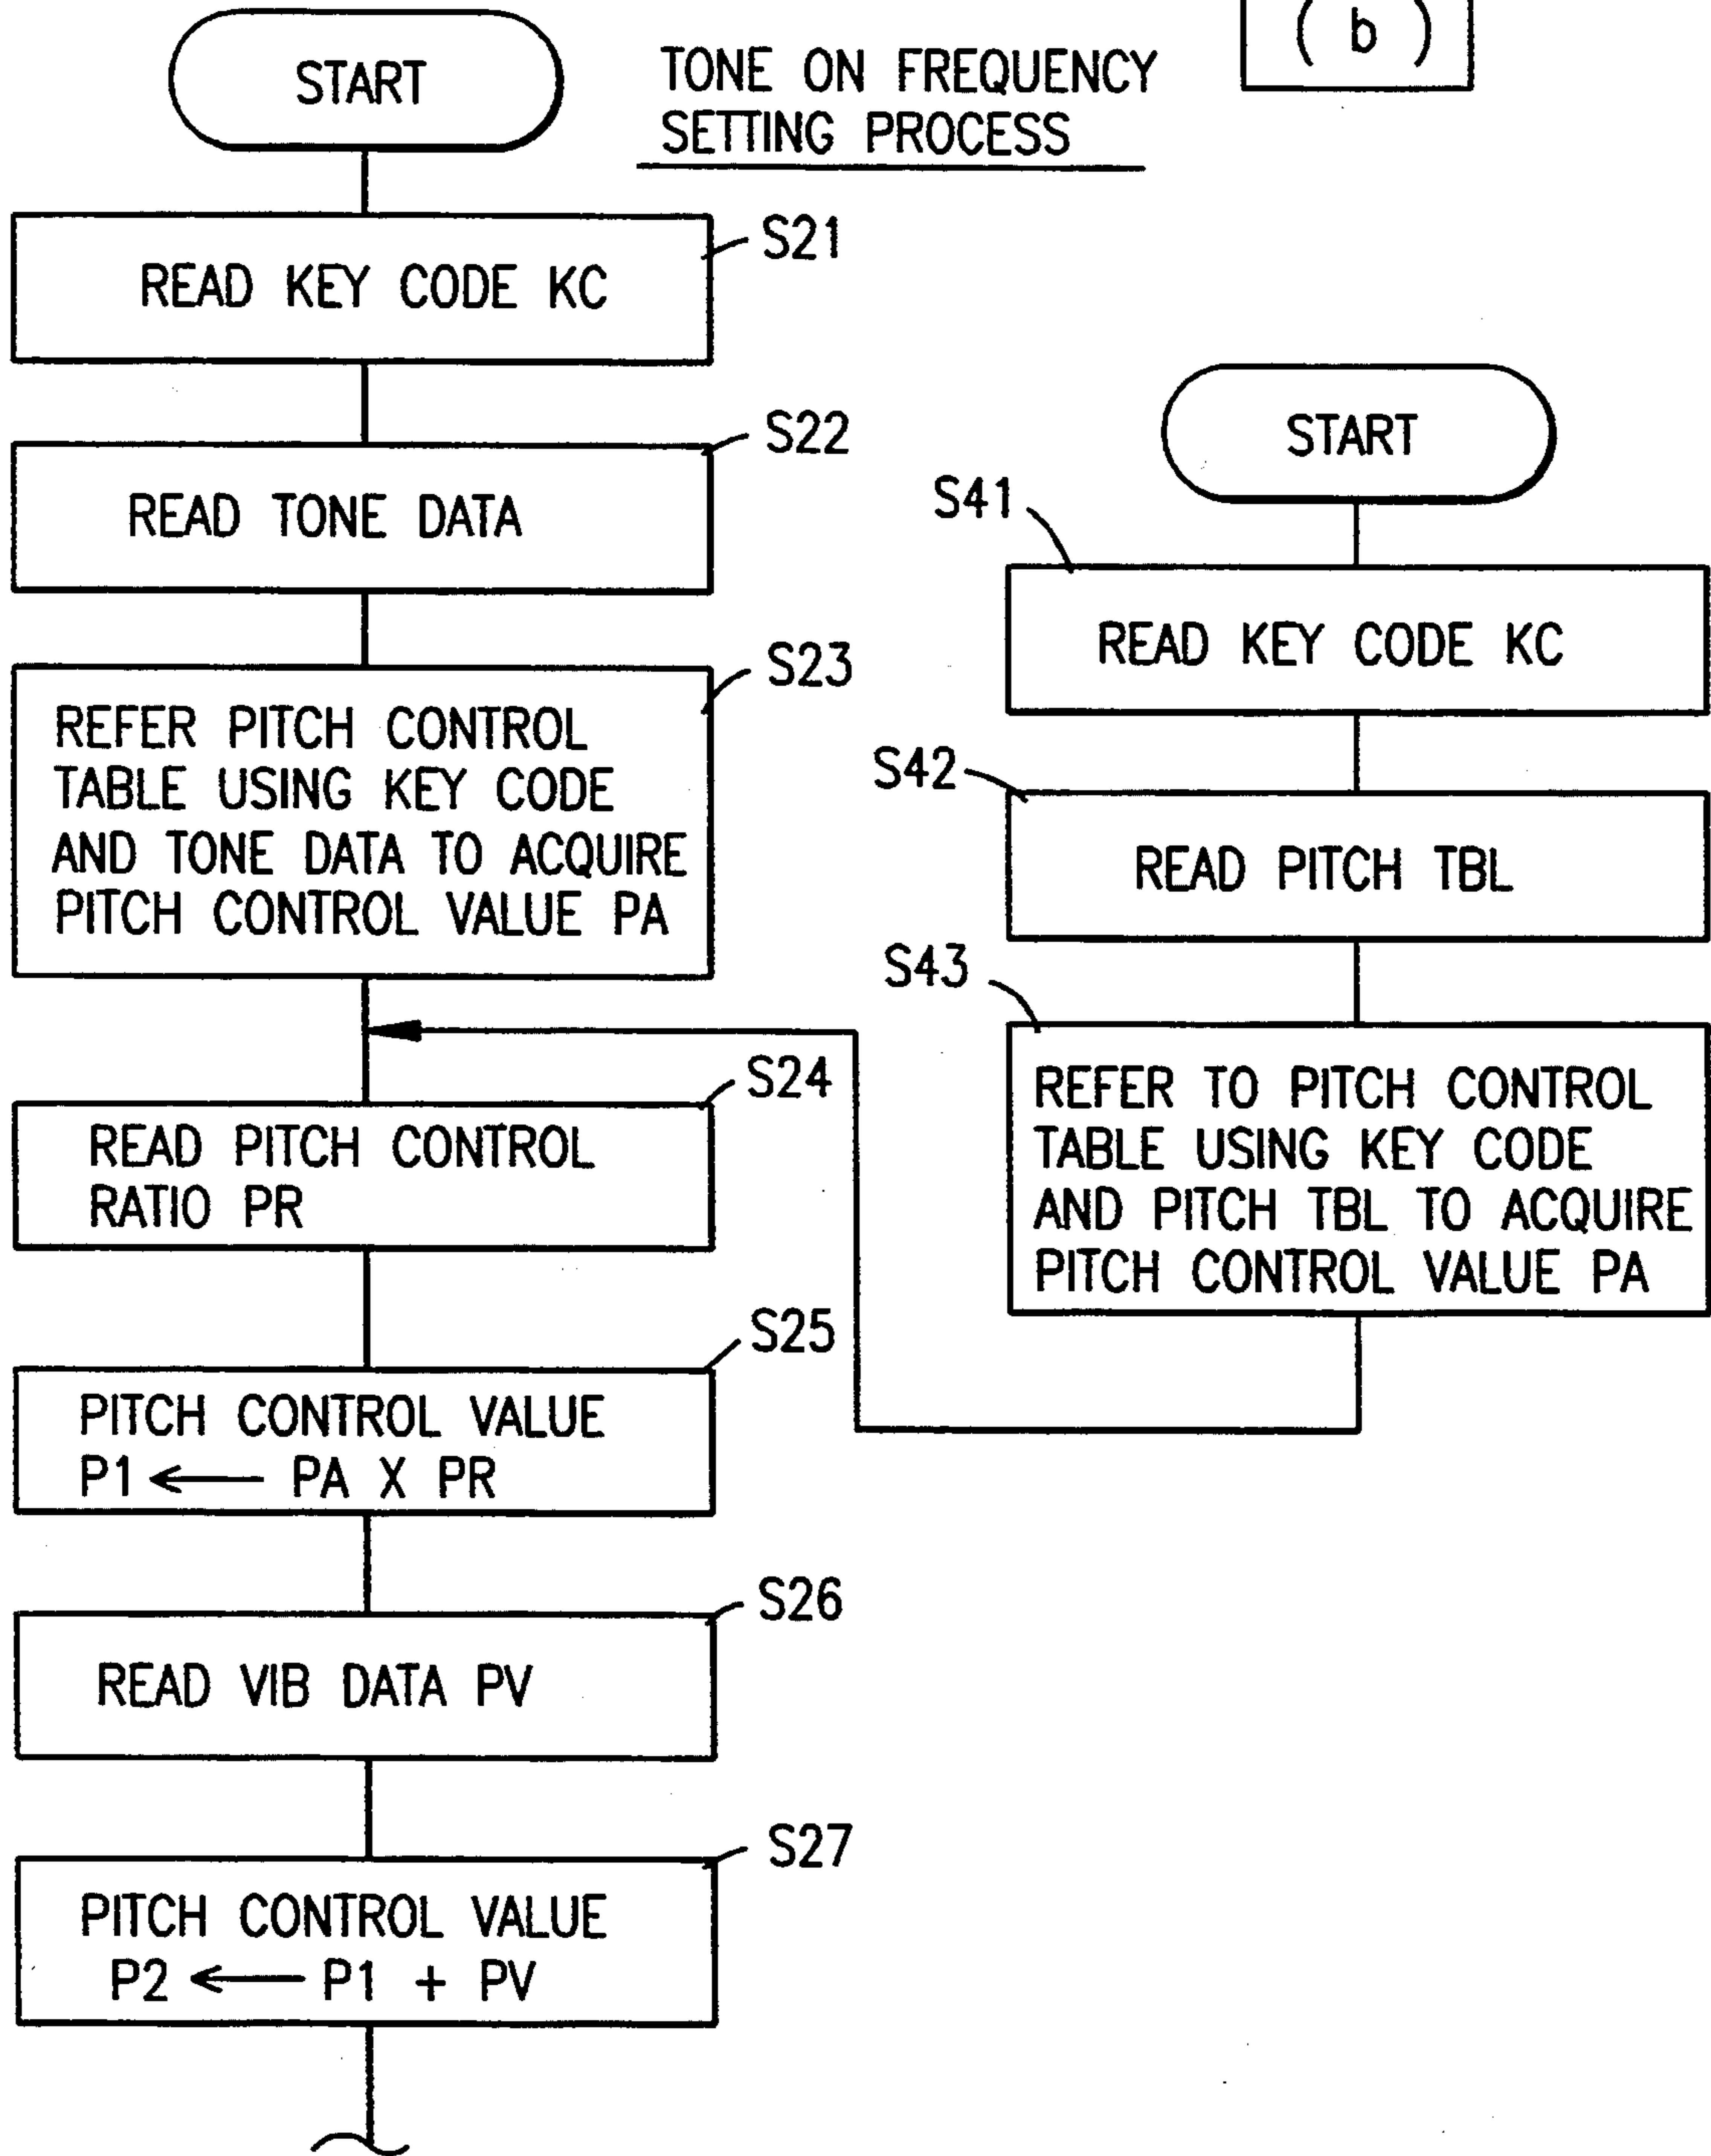 ( b )
TONE ON FREQUENCY
SETTING PROCESS
START
S21
READ KEY CODE KC
S22
READ TONE DATA
S23
REFER PITCH CONTROL
TABLE USING KEY CODE
AND TONE DATA TO ACQUIRE
PITCH CONTROL VALUE PA
S24
READ PITCH CONTROL
RATIO PR
S25
PITCH CONTROL VALUE
P1 ← PA X PR
S26
READ VIB DATA PV
S27
PITCH CONTROL VALUE
P2 ← P1 + PV
START
S41
READ KEY CODE KC
S42
READ PITCH TBL
S43
REFER TO PITCH CONTROL
TABLE USING KEY CODE
AND PITCH TBL TO ACQUIRE
PITCH CONTROL VALUE PA